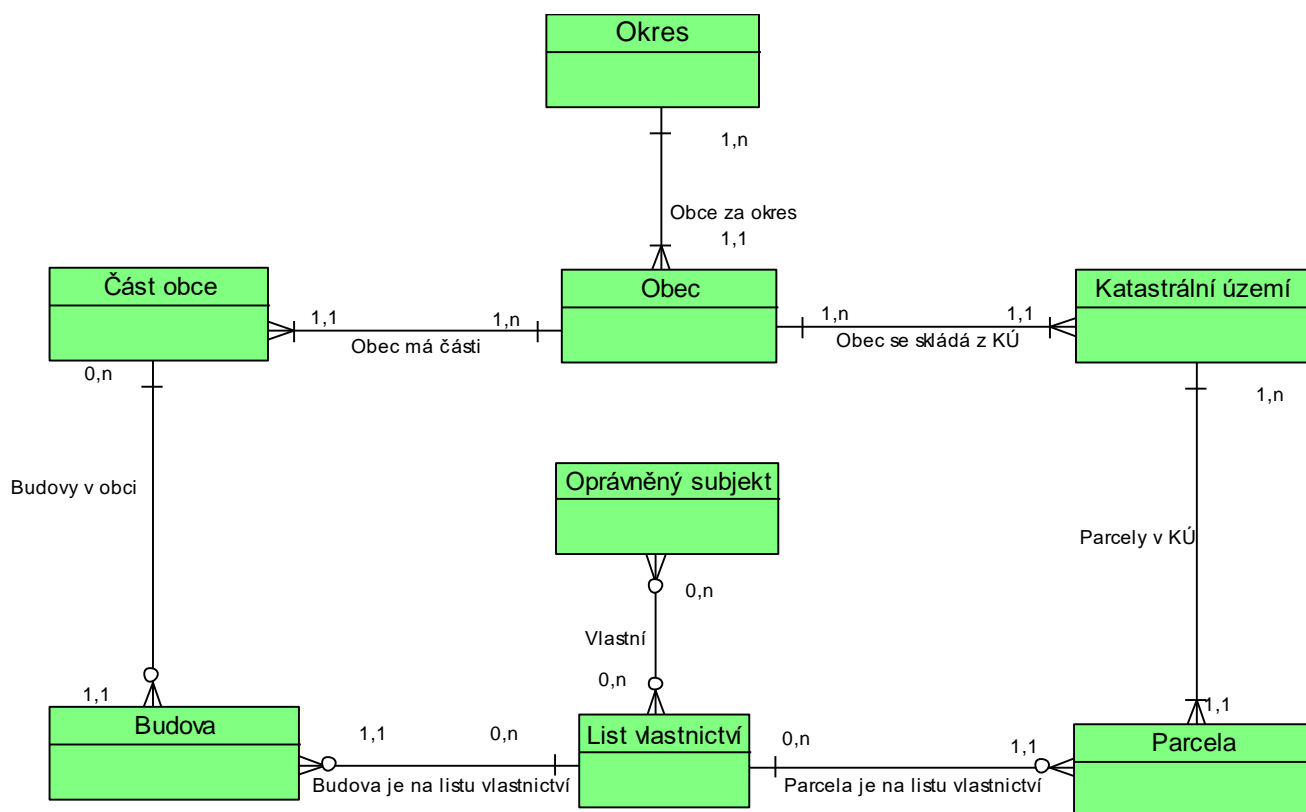 Okres
1,n
Obce za okres
1,1
Část obce
Obec
Katastrální území
1,1
1,n
Obec má části
1,n
1,1
Obec se skládá z KÚ
0,n
1,n
Budovy v obci
Oprávněný subjekt
Parcely v KÚ
0,n
Vlastní
0,n
1,1
Budova
1,1
0,n
Budova je na listu vlastnictví
List vlastnictví
0,n
1,1
Parcela je na listu vlastnictví
1,1
Parcela